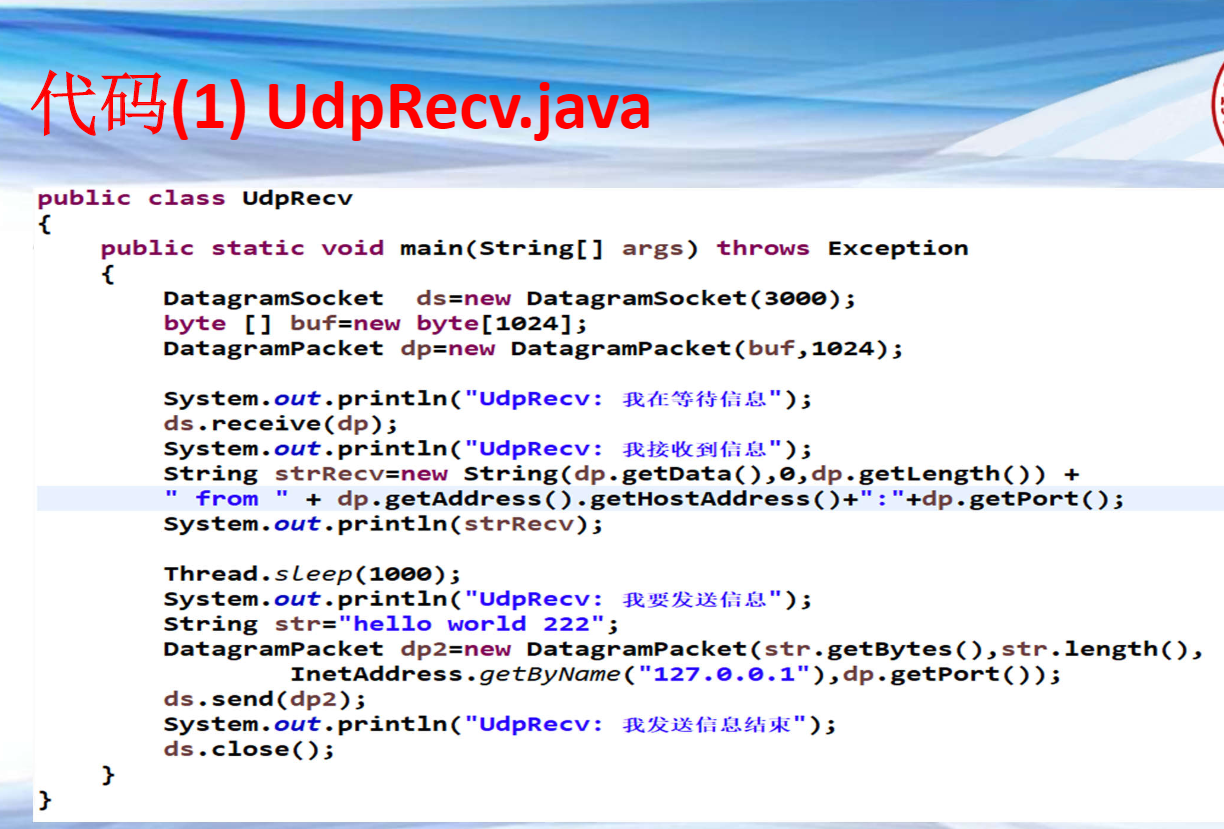 代码(1) UdpRecv.java
public class UdpRecv
{
    public static void main(String[] args) throws Exception
    {
        DatagramSocket  ds=new DatagramSocket(3000);
        byte [] buf=new byte[1024];
        DatagramPacket dp=new DatagramPacket(buf,1024);
        System.out.println("UdpRecv: 我在等待信息");
        ds.receive(dp);
        System.out.println("UdpRecv: 我接收到信息");
        String strRecv=new String(dp.getData(),0,dp.getLength()) +
        " from " + dp.getAddress().getHostAddress()+":"+dp.getPort();
        System.out.println(strRecv);
        Thread.sleep(1000);
        System.out.println("UdpRecv: 我要发送信息");
        String str="hello world 222";
        DatagramPacket dp2=new DatagramPacket(str.getBytes(),str.length(),
                InetAddress.getByName("127.0.0.1"),dp.getPort());
        ds.send(dp2);
        System.out.println("UdpRecv: 我发送信息结束");
        ds.close();
    }
}